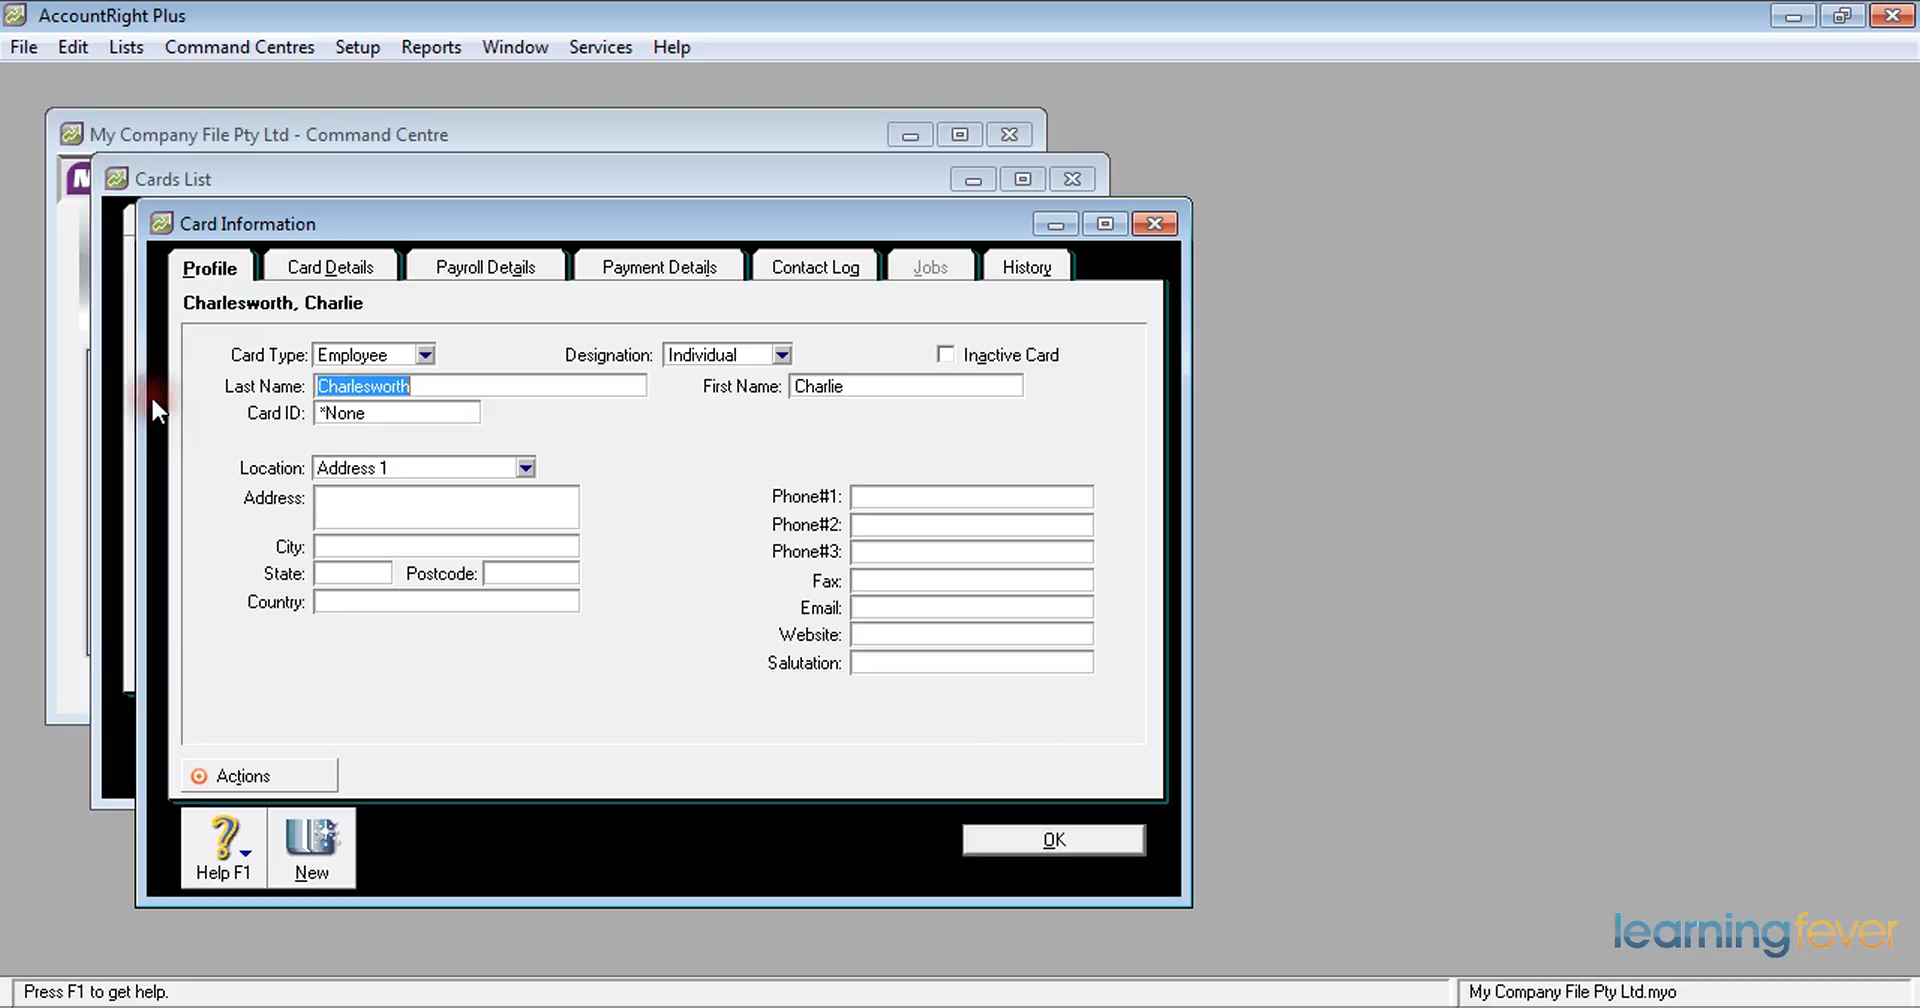 AccountRight Plus
File Edit Lists Command Centres Setup Reports Window Services Help
My Company File Pty Ltd - Command Centre
Cards List
Card Information
Profile Card Details Payroll Details Payment Details Contact Log Jobs History
Charlesworth, Charlie
Card Type: Employee Designation: Individual Inactive Card
Last Name: Charlesworth First Name: Charlie
Card ID: *None
Location: Address 1
Address: Phone#1:
Phone#2:
City: Phone#3:
State: Postcode: Fax:
Country: Email:
Website:
Salutation:
Actions
Help F1 New OK
learningfever
Press F1 to get help. My Company File Pty Ltd.myo